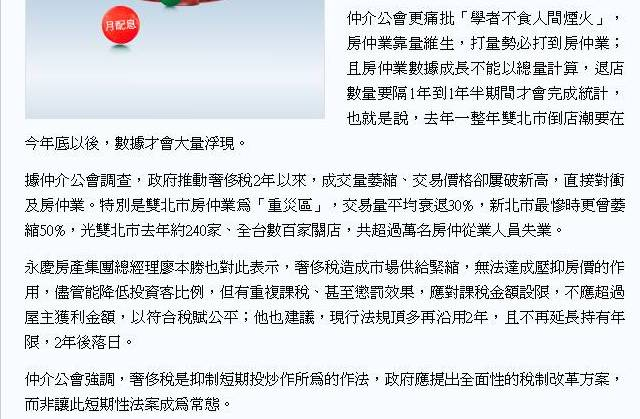 月配息
仲介公會更痛批「學者不食人間煙火」，
房仲業靠量維生，打量勢必打到房仲業；
且房仲業數據成長不能以總量計算，退店
數量要隔1年到1年半期間才會完成統計，
也就是說，去年一整年雙北市倒店潮要在
今年底以後，數據才會大量浮現。
據仲介公會調查，政府推動奢侈稅2年以來，成交量萎縮、交易價格卻屢破新高，直接對衝
及房仲業。特別是雙北市房仲業為「重災區」，交易量平均衰退30%，新北市最慘時更曾萎
縮50%，光雙北市去年約240家、全台數百家關店，共超過萬名房仲從業人員失業。
永慶房產集團總經理廖本勝也對此表示，奢侈稅造成市場供給緊縮，無法達成壓抑房價的作
用，儘管能降低投資客比例，但有重複課稅、甚至懲罰效果，應對課稅金額設限，不應超過
屋主獲利金額，以符合稅賦公平；他也建議，現行法規頂多再沿用2年，且不再延長持有年
限，2年後落日。
仲介公會強調，奢侈稅是抑制短期投炒作所為的作法，政府應提出全面性的稅制改革方案，
而非讓此短期性法案成為常態。